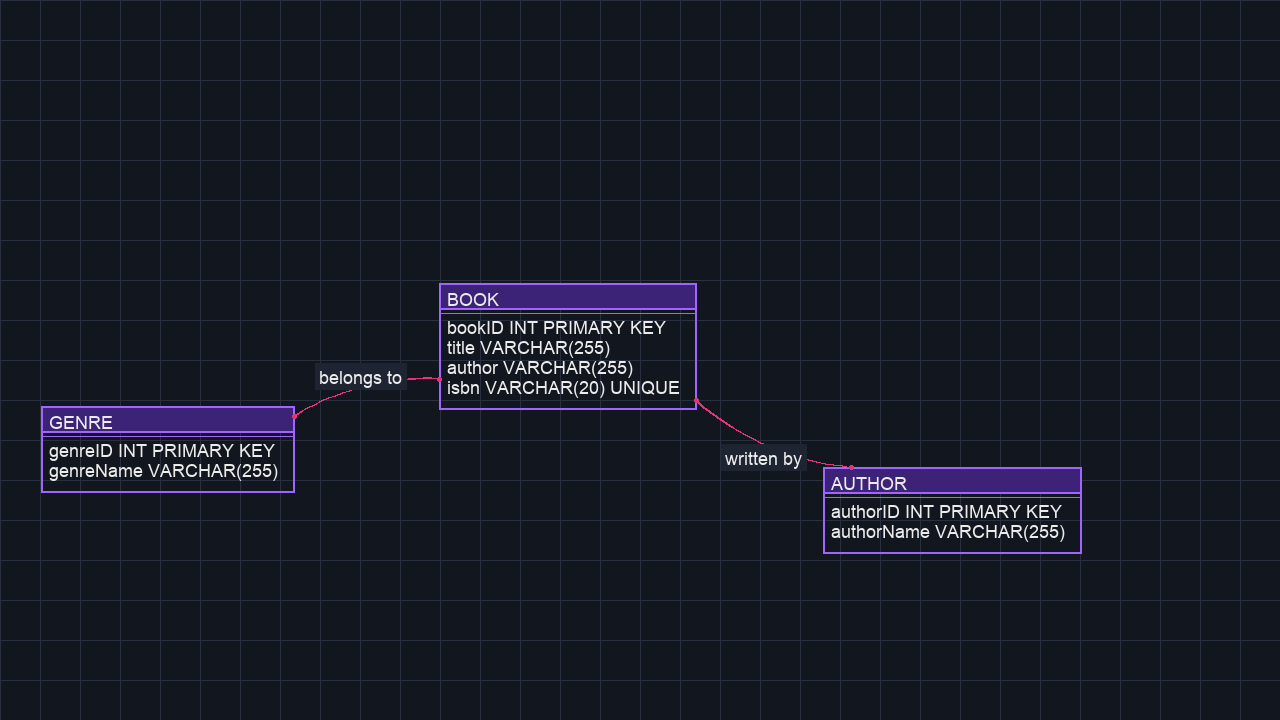 BOOK
bookID INT PRIMARY KEY
title VARCHAR(255)
author VARCHAR(255)
isbn VARCHAR(20) UNIQUE
belongs to
GENRE
genreID INT PRIMARY KEY
genreName VARCHAR(255)
written by
AUTHOR
authorID INT PRIMARY KEY
authorName VARCHAR(255)